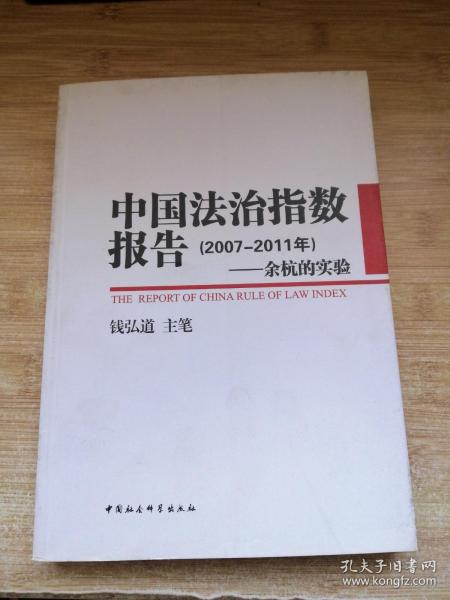 中国法治指数
报告（2007-2011年）
——余杭的实验
THE REPORT OF CHINA RULE OF LAW INDEX
钱弘道 主笔
中国社会科学出版社
孔夫子旧书网
www.kongfz.com